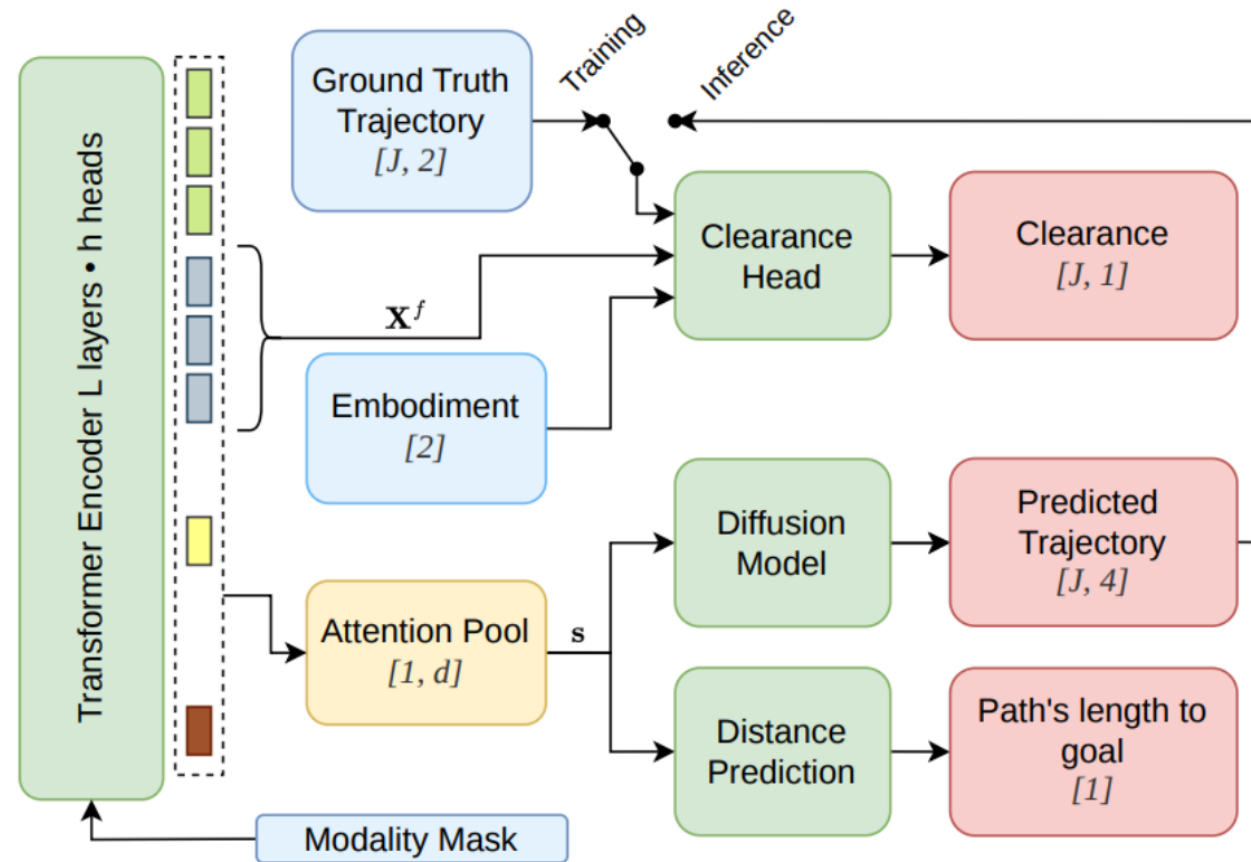 Transformer Encoder L layers • h heads
Ground Truth
Trajectory
[J, 2]
Training
Inference
Clearance
Head
Clearance
[J, 1]
X^f
Embodiment
[2]
Attention Pool
[1, d]
s
Diffusion
Model
Predicted
Trajectory
[J, 4]
Distance
Prediction
Path's length to
goal
[1]
Modality Mask